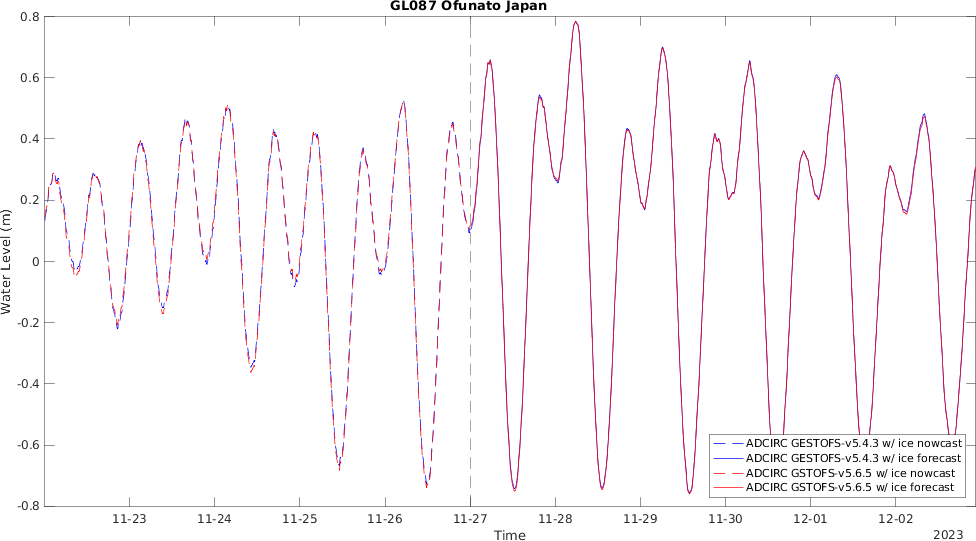 GL087 Ofunato Japan
0.8
0.6
0.4
0.2
0
-0.2
-0.4
-0.6
-0.8
Water Level (m)
ADCIRC GESTOFS-v5.4.3 w/ ice nowcast
ADCIRC GESTOFS-v5.4.3 w/ ice forecast
ADCIRC GSTOFS-v5.6.5 w/ ice nowcast
ADCIRC GSTOFS-v5.6.5 w/ ice forecast
11-23 11-24 11-25 11-26 11-27 11-28 11-29 11-30 12-01 12-02
Time
2023